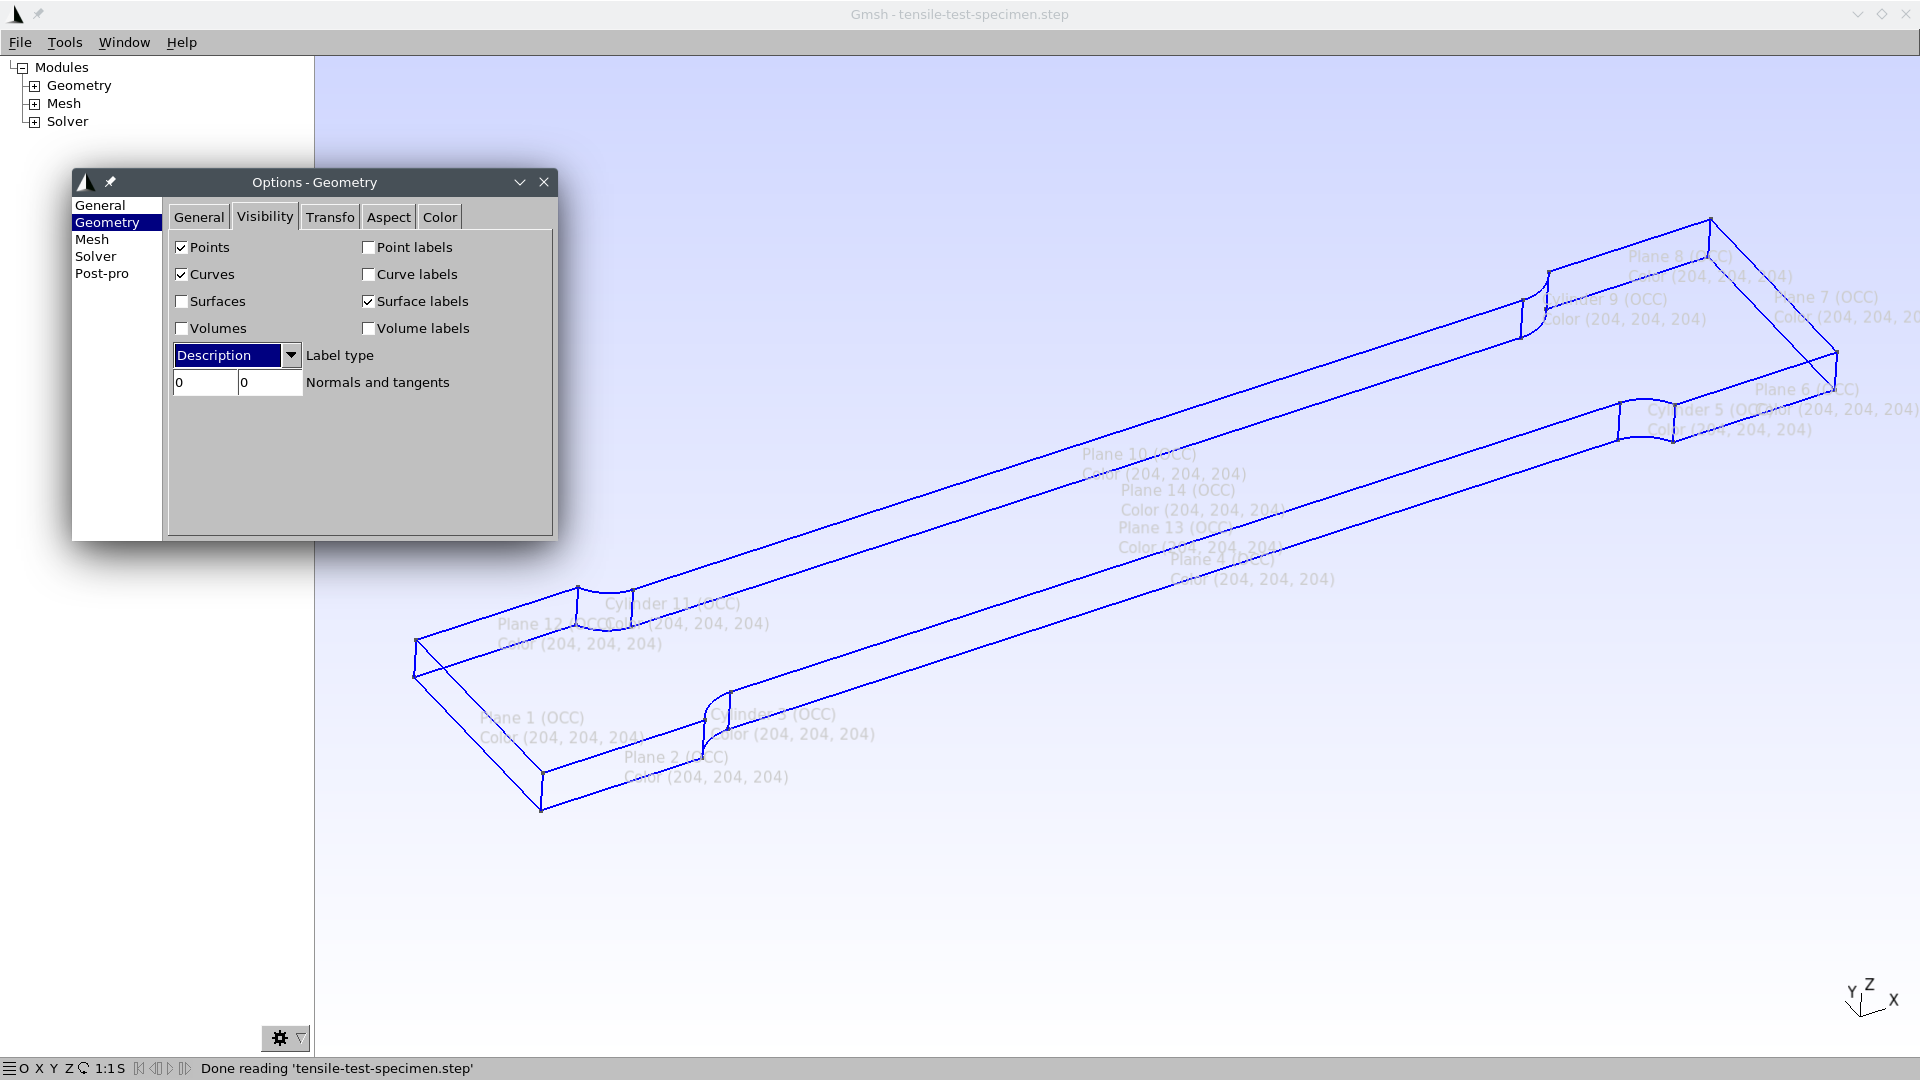 Gmsh - tensile-test-specimen.step
File Tools Window Help
Modules
Geometry
Mesh
Solver
Options - Geometry
General
Geometry
Mesh
Solver
Post-pro
General Visibility Transfo Aspect Color
Points Point labels
Curves Curve labels
Surfaces Surface labels
Volumes Volume labels
Description Label type
0 0 Normals and tangents
Plane 8 (OCC)
Color (204, 204, 204)
Plane 7 (OCC)
Color (204, 204, 20
Cylinder 9 (OCC)
Color (204, 204, 204)
Plane 6 (OCC)
Color (204, 204, 204)
Cylinder 5 (OCC)
Color (204, 204, 204)
Plane 10 (OCC)
Color (204, 204, 204)
Plane 14 (OCC)
Color (204, 204, 204)
Plane 13 (OCC)
Color (204, 204, 204)
Plane 4 (OCC)
Color (204, 204, 204)
Cylinder 11 (OCC)
Color (204, 204, 204)
Plane 12 (OCC)
Color (204, 204, 204)
Plane 1 (OCC)
Color (204, 204, 204)
Cylinder 3 (OCC)
Color (204, 204, 204)
Plane 2 (OCC)
Color (204, 204, 204)
Y Z X
O X Y Z 1:1 S Done reading 'tensile-test-specimen.step'